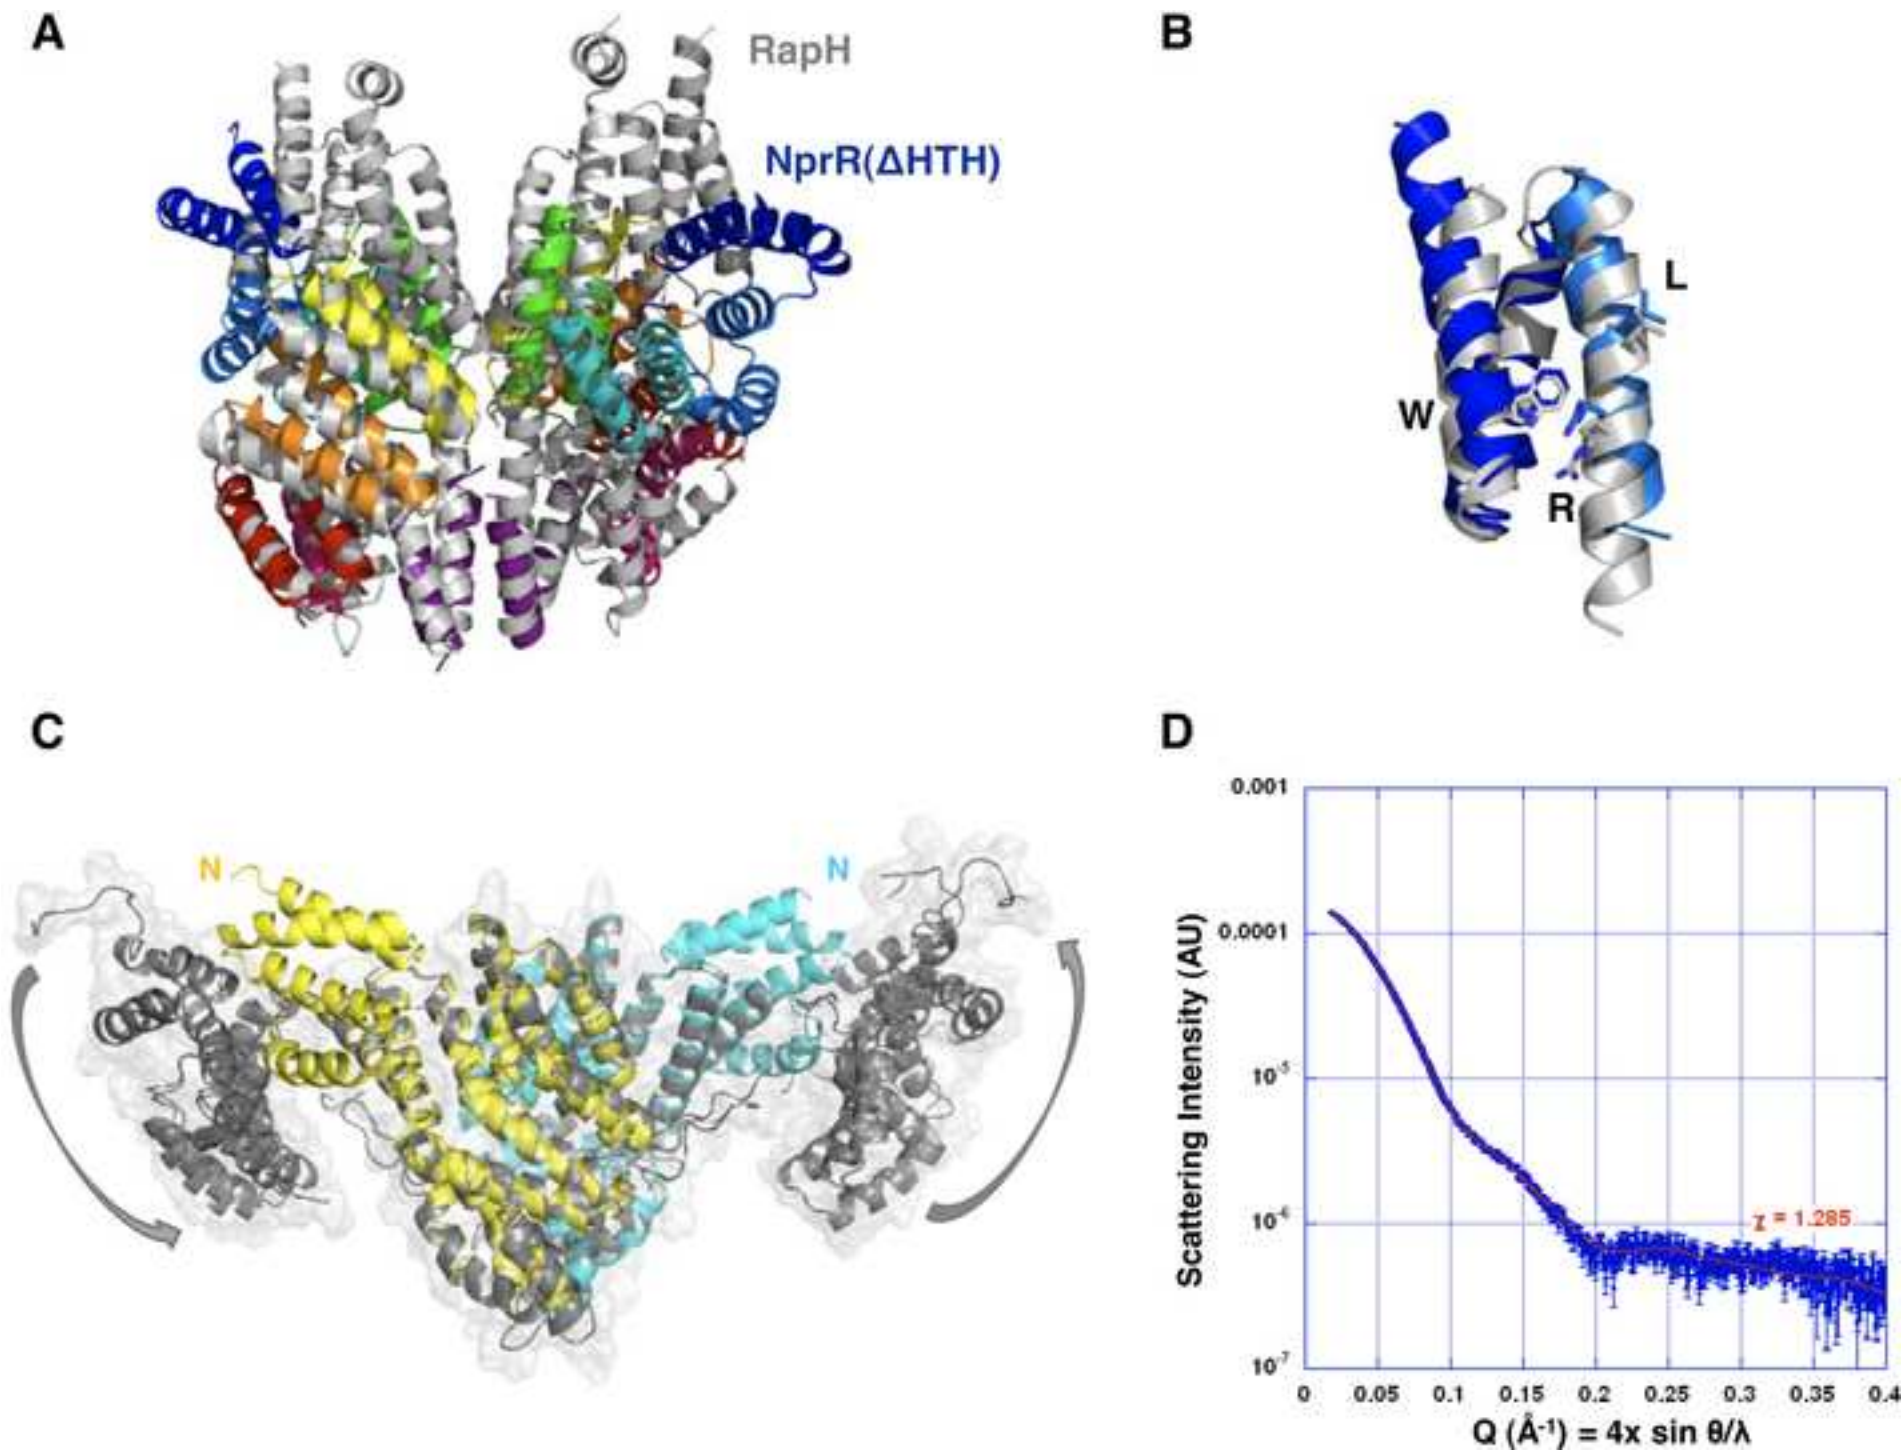 A
RapH
NprR(ΔHTH)
B
L
W
R
C
N
N
D
Scattering Intensity (AU)
0.001
0.0001
10⁻⁵
10⁻⁶
10⁻⁷
χ = 1.285
0 0.05 0.1 0.15 0.2 0.25 0.3 0.35 0.4
Q (Å⁻¹) = 4x sin θ/λ